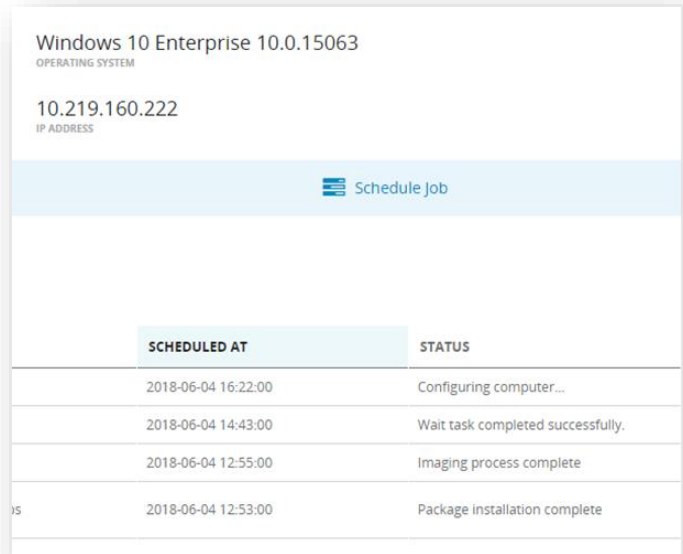 Windows 10 Enterprise 10.0.15063
OPERATING SYSTEM
10.219.160.222
IP ADDRESS
Schedule Job
SCHEDULED AT STATUS
2018-06-04 16:22:00 Configuring computer...
2018-06-04 14:43:00 Wait task completed successfully.
2018-06-04 12:55:00 Imaging process complete
2018-06-04 12:53:00 Package installation complete